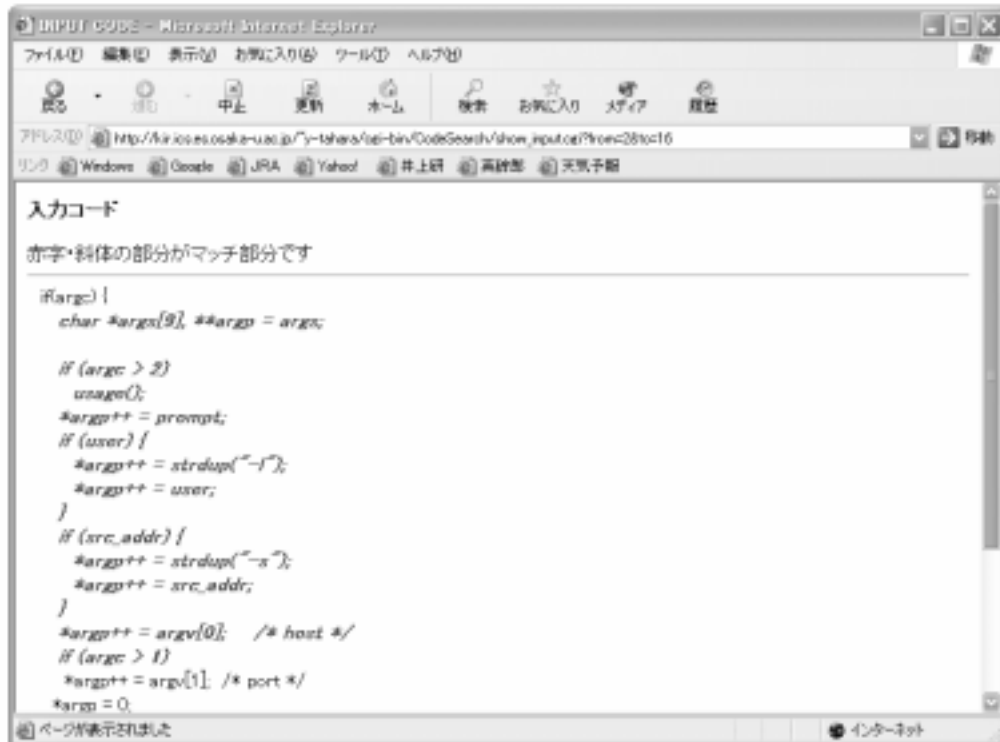 INPUT CODE - Microsoft Internet Explorer
ファイル(F) 編集(E) 表示(V) お気に入り(A) ツール(T) ヘルプ(H)
戻る 進む 中止 更新 ホーム 検索 お気に入り メディア 履歴
アドレス(D) http://kir.ics.es.osaka-u.ac.jp/~y-tahara/cgi-bin/CodeSearch/show_input.cgi?from=2&to=16 移動
リンク Windows Google JRA Yahoo! 井上研 天気予報
入力コード
赤字・斜体の部分がマッチ部分です
if(argc) {
char *args[9], **argp = args;
if (argc > 2)
usage();
*argp++ = prompt;
if (user) {
*argp++ = strdup("-l");
*argp++ = user;
}
if (src_addr) {
*argp++ = strdup("-s");
*argp++ = src_addr;
}
*argp++ = argv[0]; /* host */
if (argc > 1)
*argp++ = argv[1]; /* port */
*argp = 0;
ページが表示されました インターネット